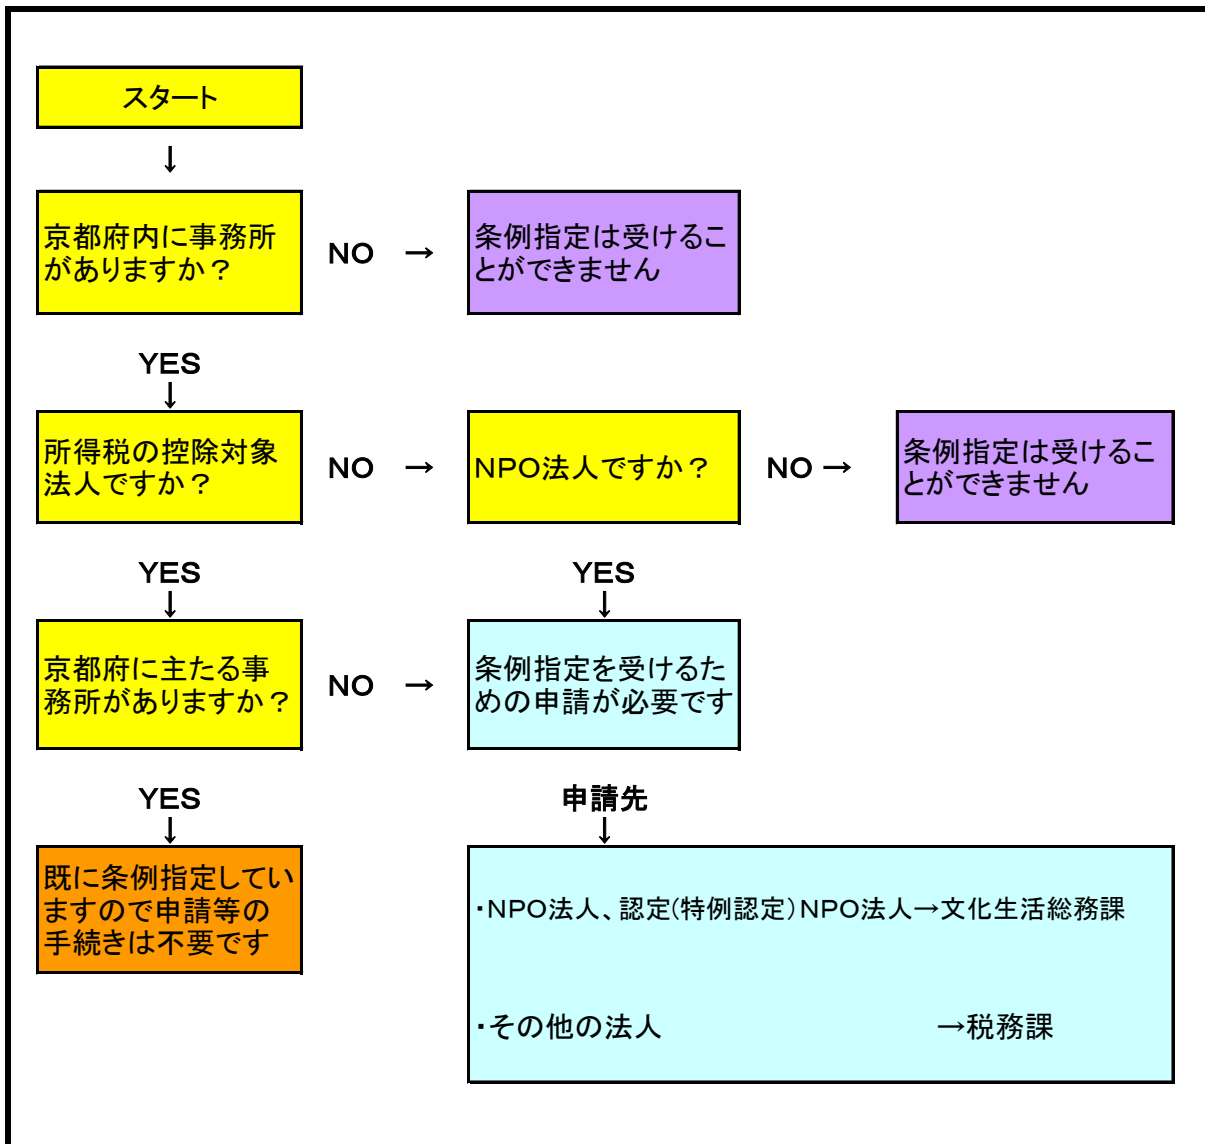 スタート
↓
京都府内に事務所
がありますか？
NO →
条例指定は受けるこ
とができません
YES
↓
所得税の控除対象
法人ですか？
NO →
NPO法人ですか？
NO →
条例指定は受けるこ
とができません
YES
↓
YES
↓
京都府に主たる事
務所がありますか？
NO →
条例指定を受けるた
めの申請が必要です
YES
↓
申請先
↓
既に条例指定してい
ますので申請等の
手続きは不要です
・NPO法人、認定(特例認定)NPO法人→文化生活総務課
・その他の法人 →税務課